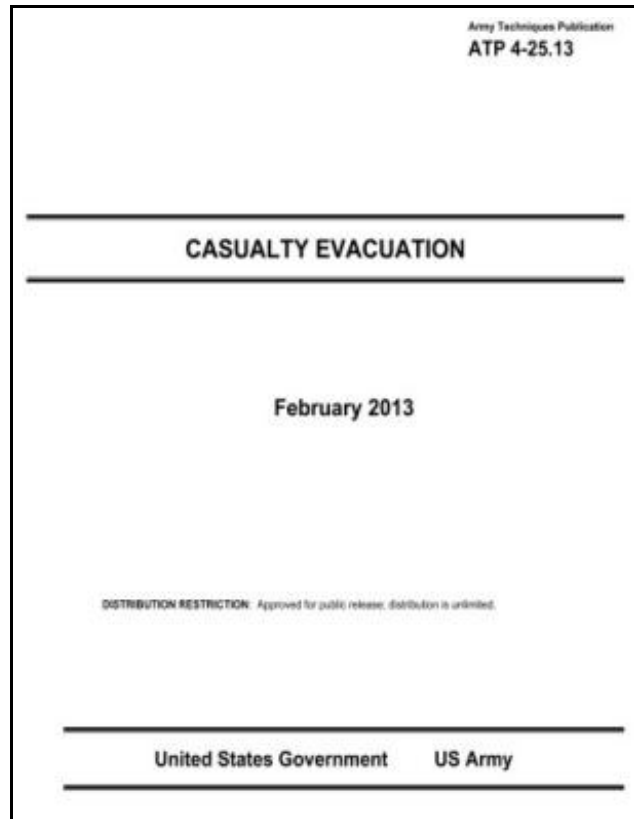 Army Techniques Publication
ATP 4-25.13
CASUALTY EVACUATION
February 2013
DISTRIBUTION RESTRICTION: Approved for public release; distribution is unlimited.
United States Government US Army